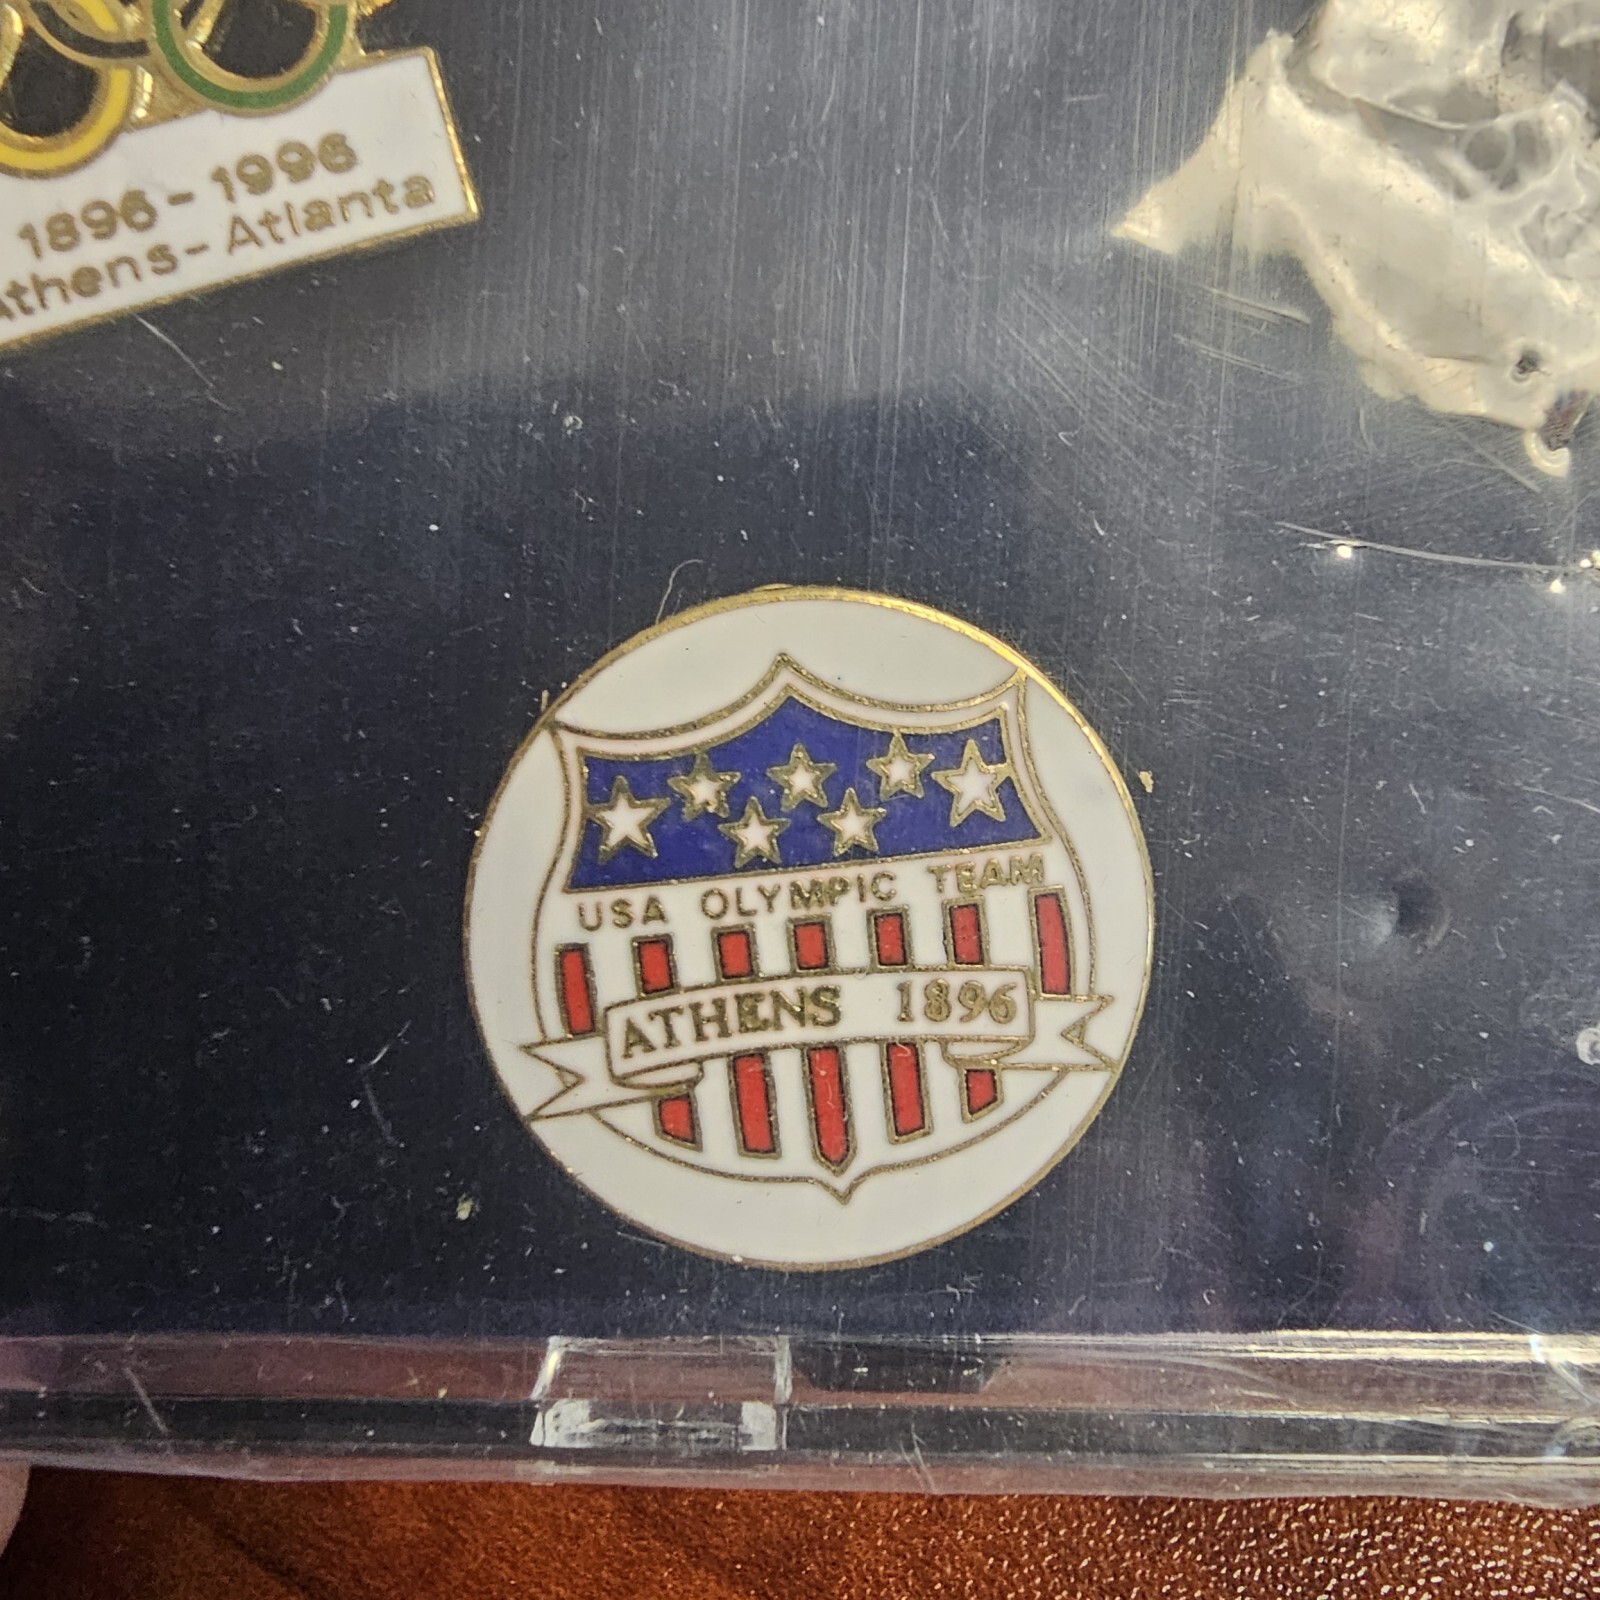 1896-1996
Athens-Atlanta
USA OLYMPIC TEAM
ATHENS 1896